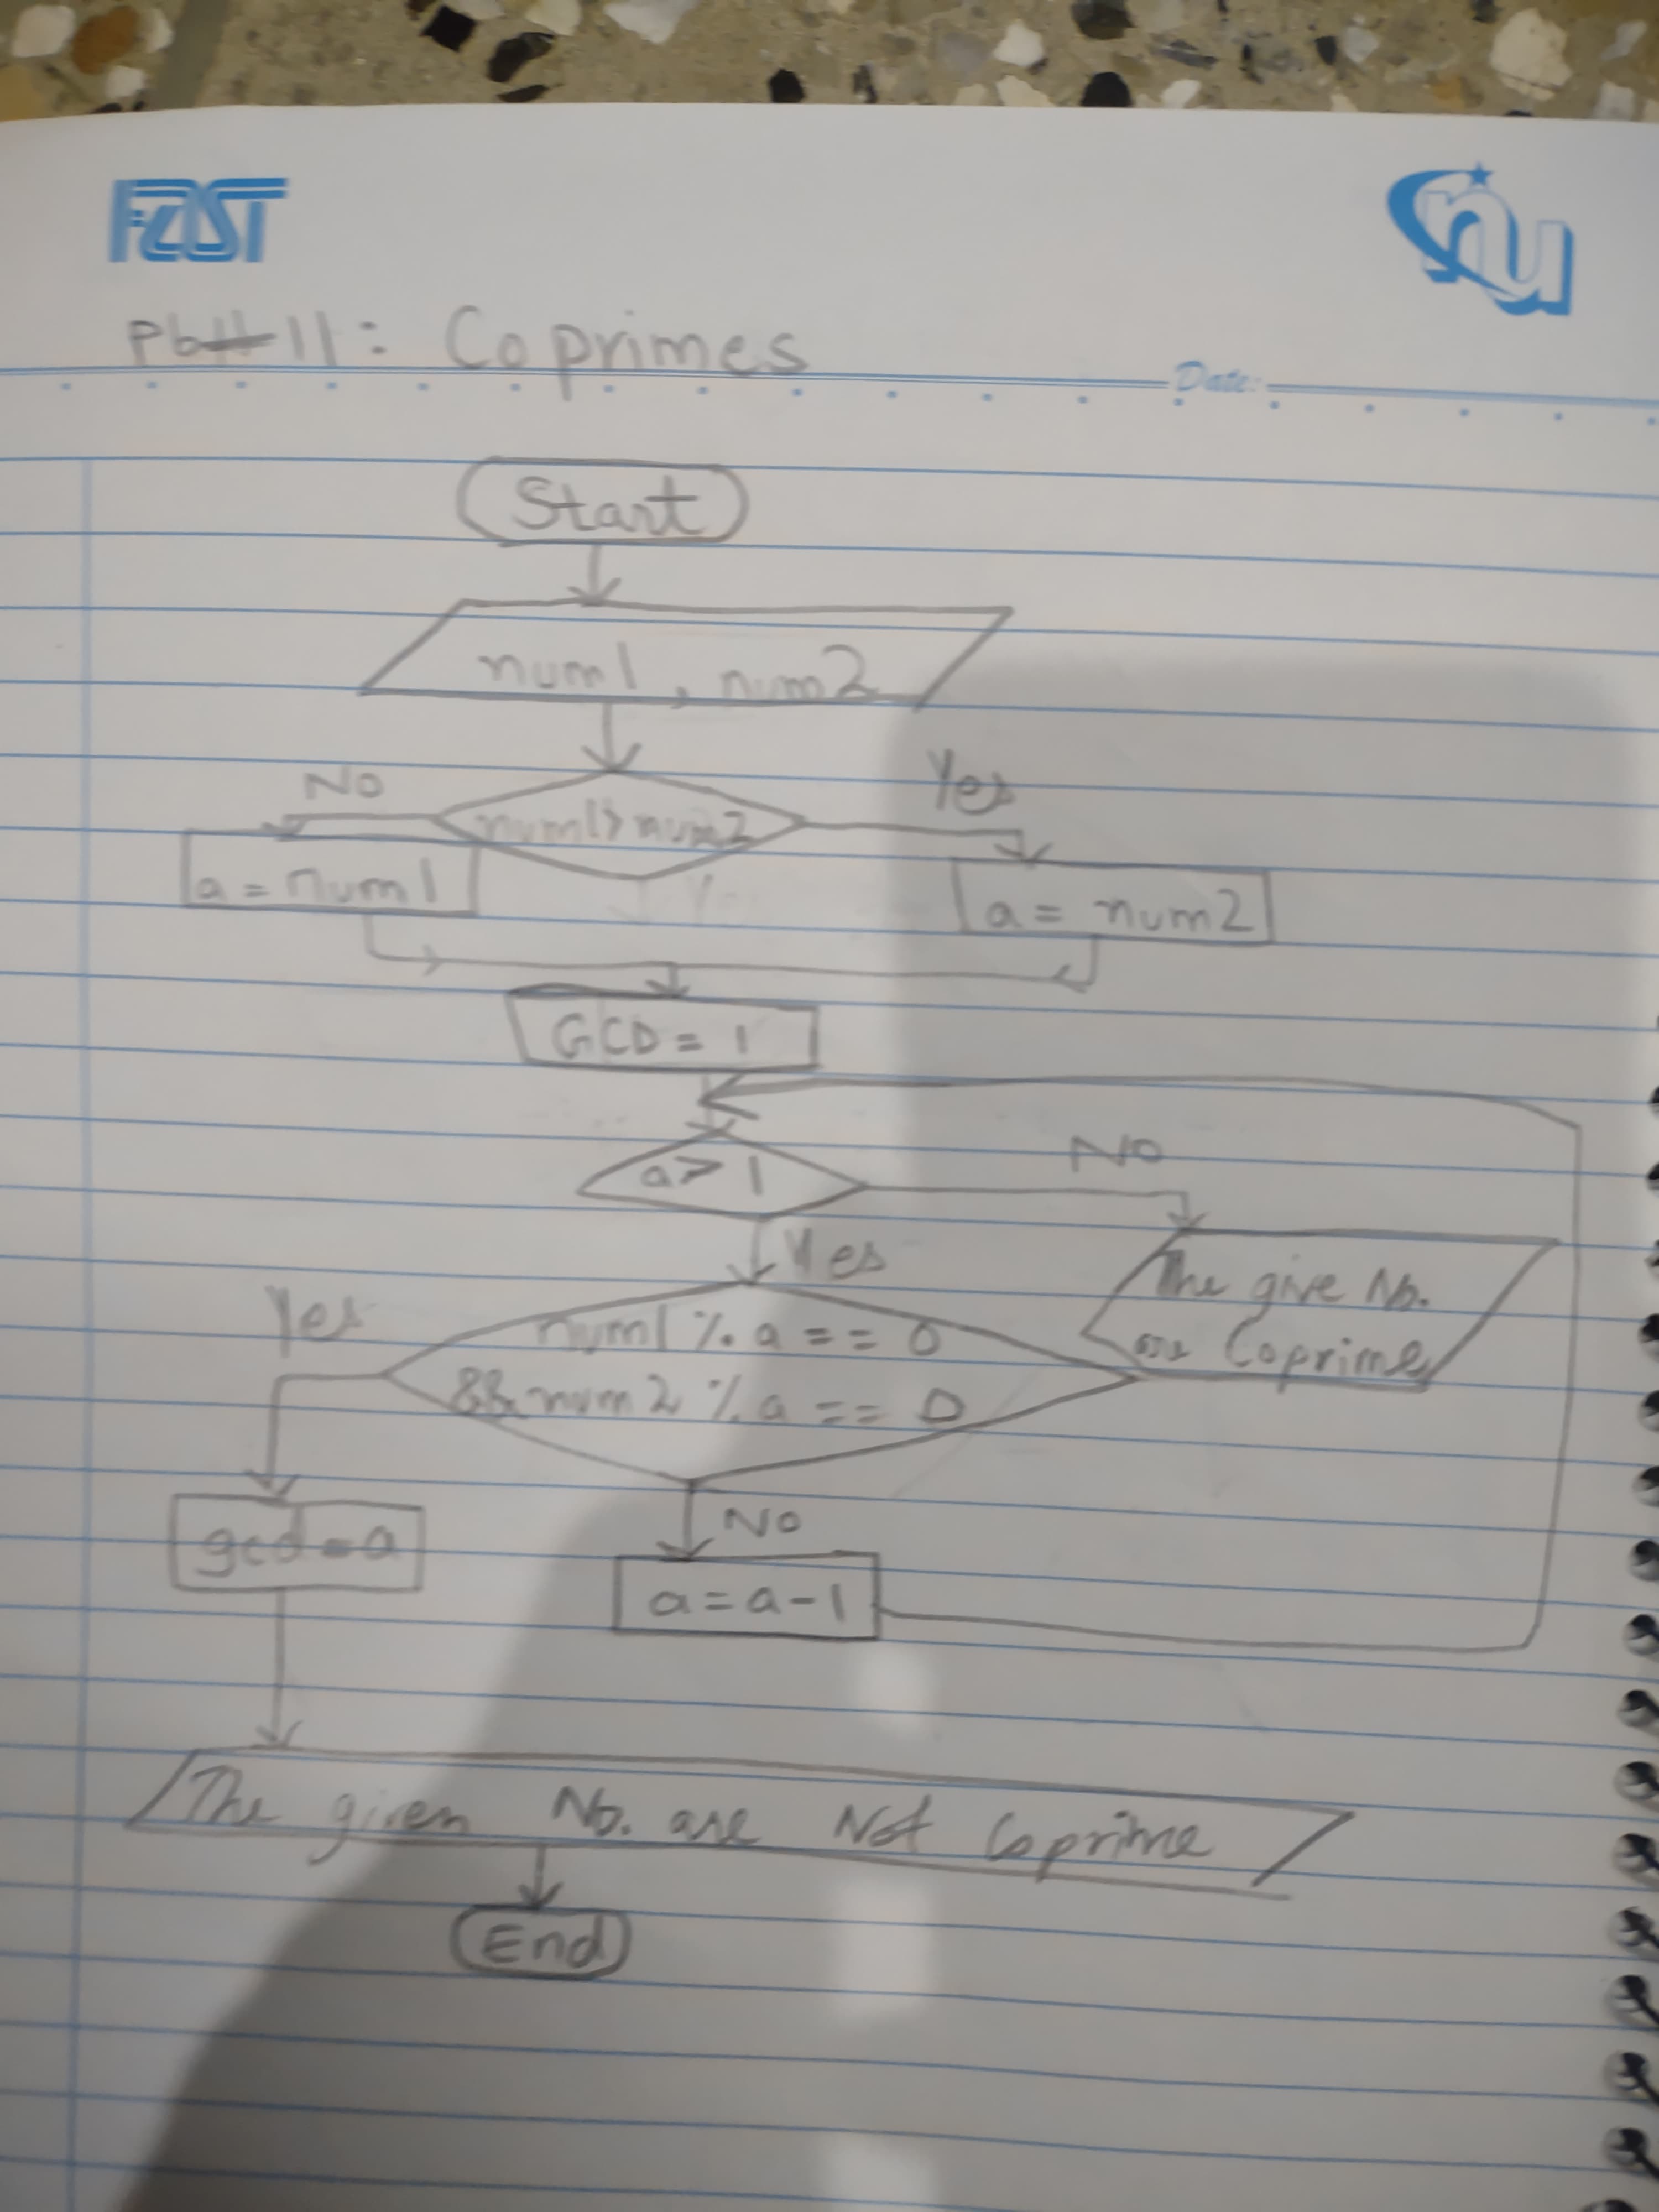 FAST
nu
Pb#11: Coprimes
Date:
Start
num1, num2
No
num1>num2
Yes
a = num1
a = num2
GCD = 1
a > 1
No
Yes
The give No.
are Coprime
Yes
num1 % a == 0
&& num2 % a == 0
gcd = a
No
a = a-1
The given No. are Not Coprime
End